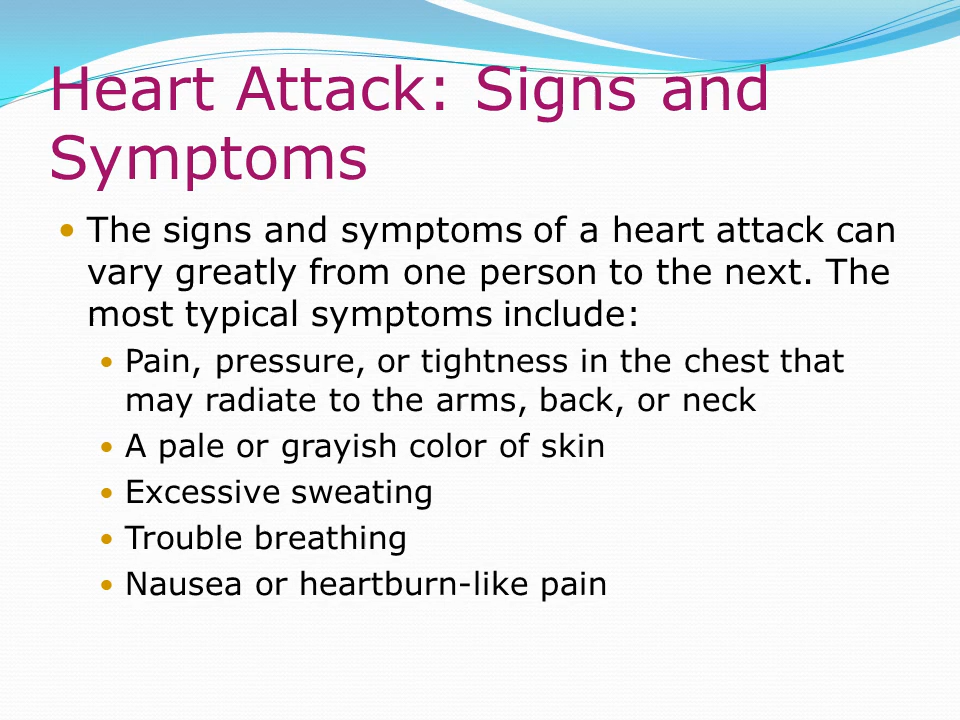 Heart Attack: Signs and
Symptoms
• The signs and symptoms of a heart attack can
vary greatly from one person to the next. The
most typical symptoms include:
• Pain, pressure, or tightness in the chest that
may radiate to the arms, back, or neck
• A pale or grayish color of skin
• Excessive sweating
• Trouble breathing
• Nausea or heartburn-like pain